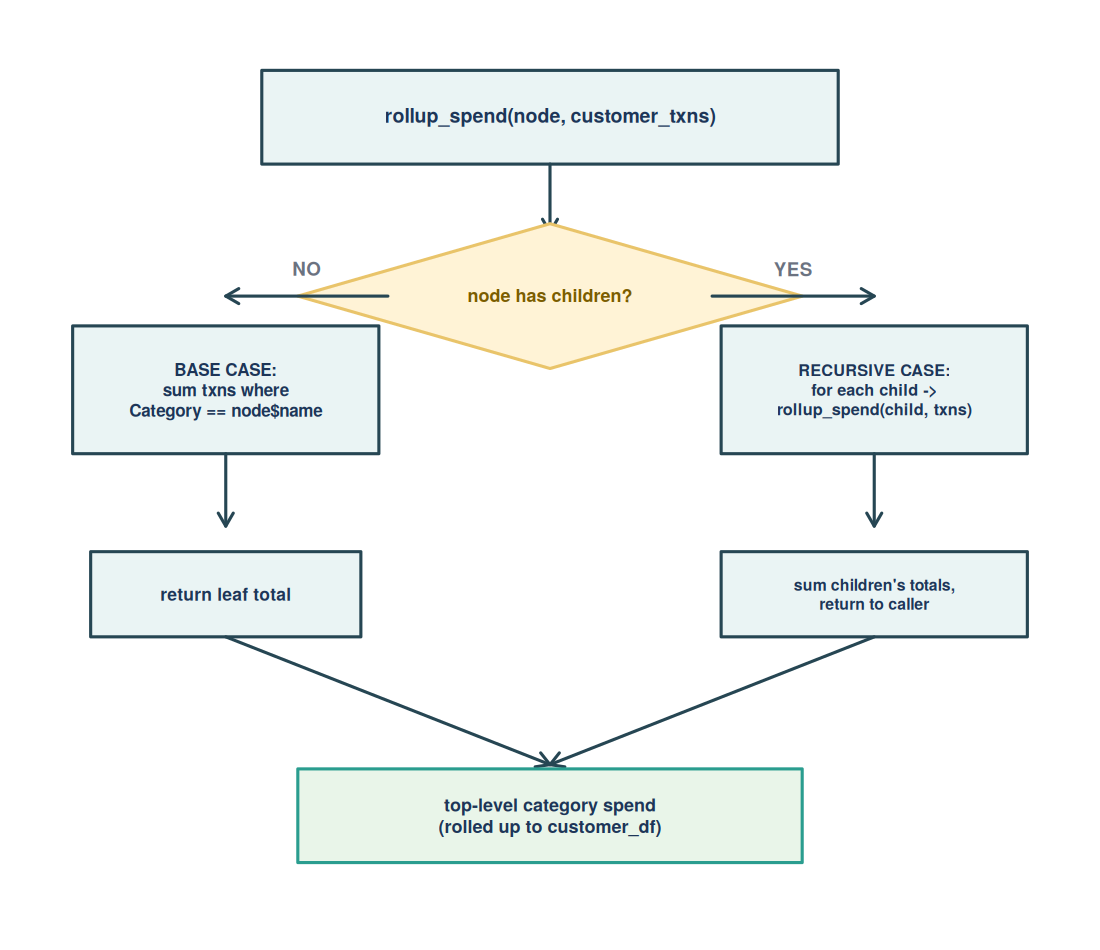 rollup_spend(node, customer_txns)
NO
YES
node has children?
BASE CASE:
sum txns where
Category == node$name
RECURSIVE CASE:
for each child ->
rollup_spend(child, txns)
return leaf total
sum children's totals,
return to caller
top-level category spend
(rolled up to customer_df)